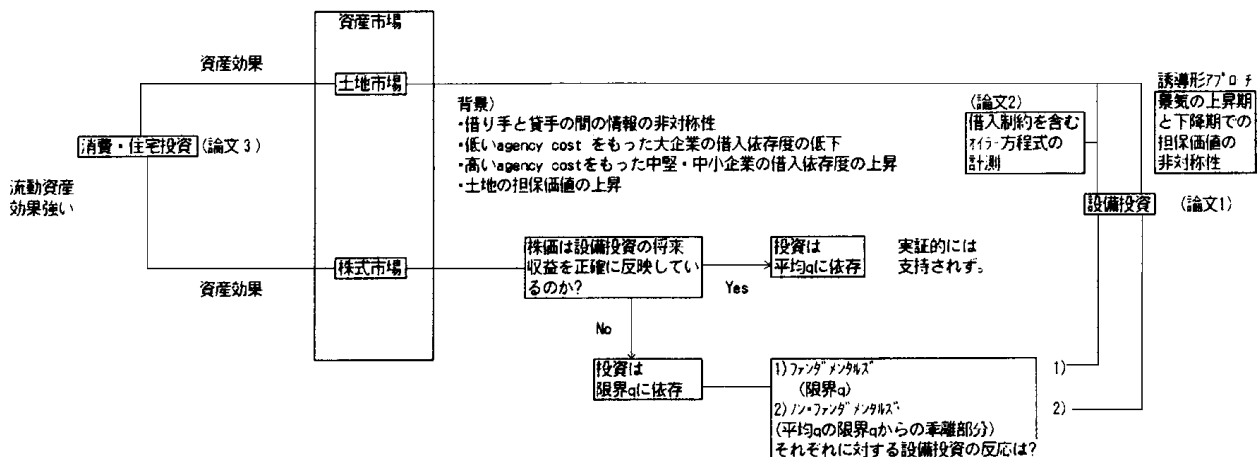 資産市場
資産効果
土地市場
消費・住宅投資 (論文3)
流動資産
効果強い
株式市場
資産効果
背景)
・借り手と貸手の間の情報の非対称性
・低いagency cost をもった大企業の借入依存度の低下
・高いagency costをもった中堅・中小企業の借入依存度の上昇
・土地の担保価値の上昇
(論文2)
借入制約を含む
オイラー方程式の
計測
誘導形アプローチ
景気の上昇期
と下降期での
担保価値の
非対称性
設備投資 (論文1)
株価は設備投資の将来
収益を正確に反映してい
るのか?
Yes
投資は
平均qに依存
実証的には
支持されず。
No
投資は
限界qに依存
1)ファンダメンタルズ
(限界q)
2)ノン・ファンダメンタルズ
(平均qの限界qからの乖離部分)
それぞれに対する設備投資の反応は?
1)
2)